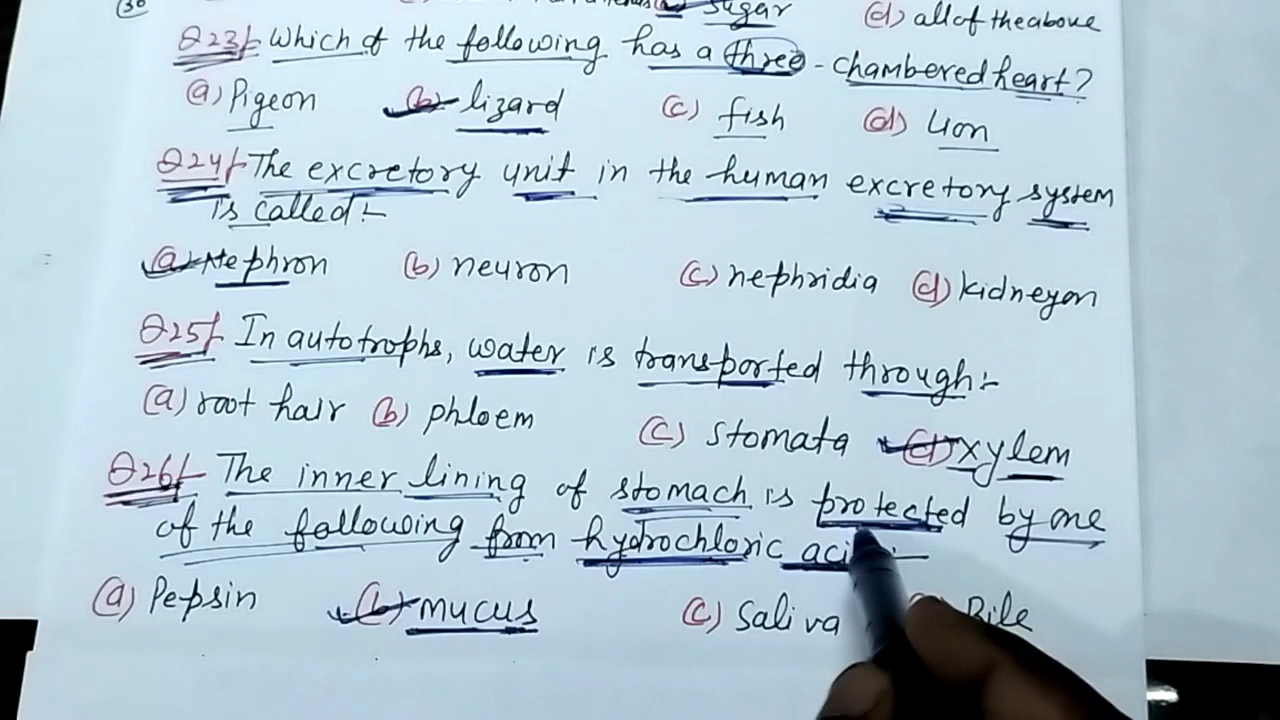 30
Sugar (d) all of the above
Q23/- Which of the following has a three-chambered heart?
(a) Pigeon (b) lizard (c) fish (d) Lion
Q24/- The excretory unit in the human excretory system
is called:-
(a) Nephron (b) neuron (c) nephridia (d) kidneyon
Q25/- In autotrophs, water is transported through:-
(a) root hair (b) phloem (c) stomata (d) xylem
Q26/- The inner lining of stomach is protected by one
of the following from hydrochloric
(a) Pepsin (b) mucus (c) Saliva Bile